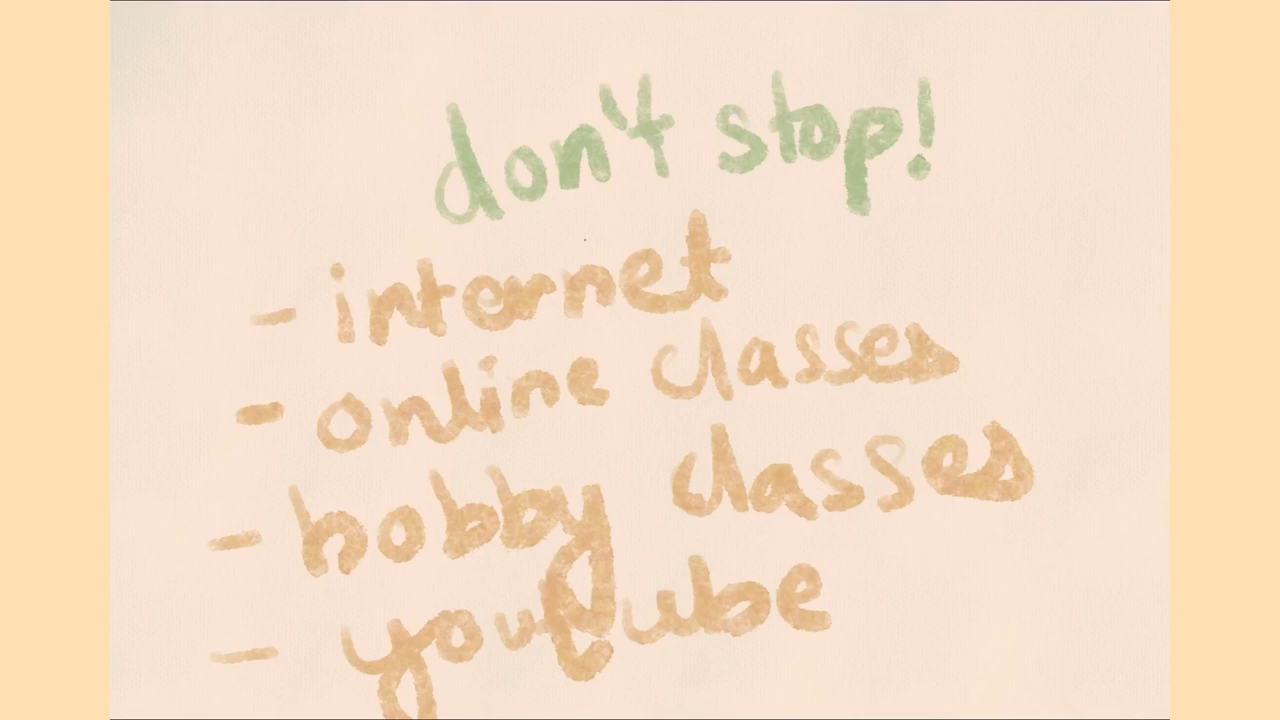 don't stop!
- internet
- online classes
- hobby classes
- youtube